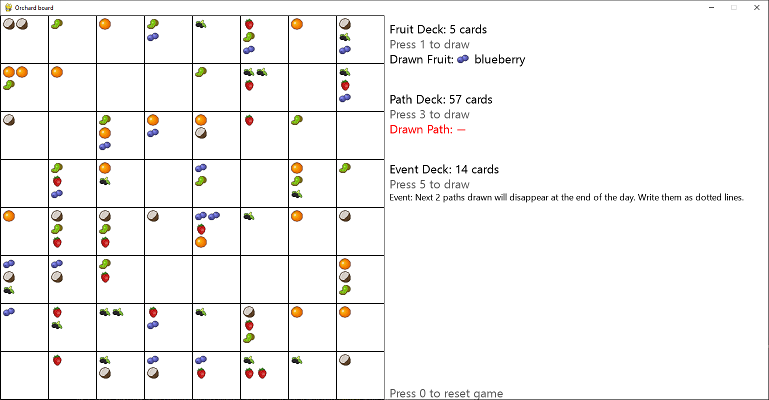 Orchard board
Fruit Deck: 5 cards
Press 1 to draw
Drawn Fruit: blueberry
Path Deck: 57 cards
Press 3 to draw
Drawn Path: —
Event Deck: 14 cards
Press 5 to draw
Event: Next 2 paths drawn will disappear at the end of the day. Write them as dotted lines.
Press 0 to reset game